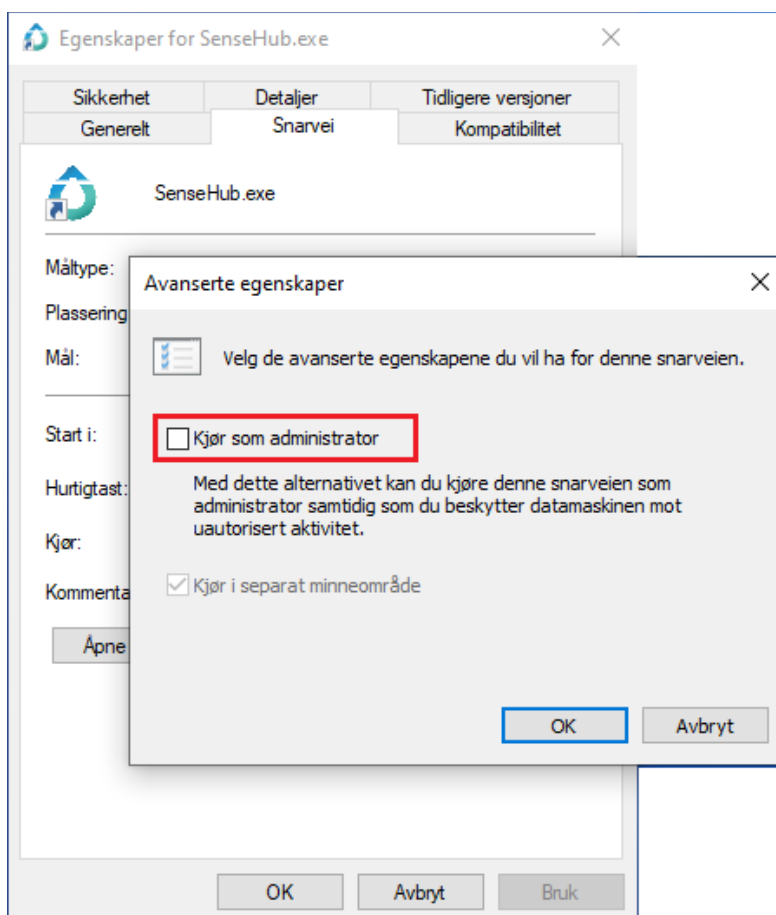 Egenskaper for SenseHub.exe
Sikkerhet Detaljer Tidligere versjoner
Generelt Snarvei Kompatibilitet
SenseHub.exe
Måltype:
Plassering
Mål:
Start i:
Hurtigtast:
Kjør:
Kommenta
Åpne
Avanserte egenskaper
Velg de avanserte egenskapene du vil ha for denne snarveien.
Kjør som administrator
Med dette alternativet kan du kjøre denne snarveien som
administrator samtidig som du beskytter datamaskinen mot
uautorisert aktivitet.
Kjør i separat minneområde
OK Avbryt
OK Avbryt Bruk